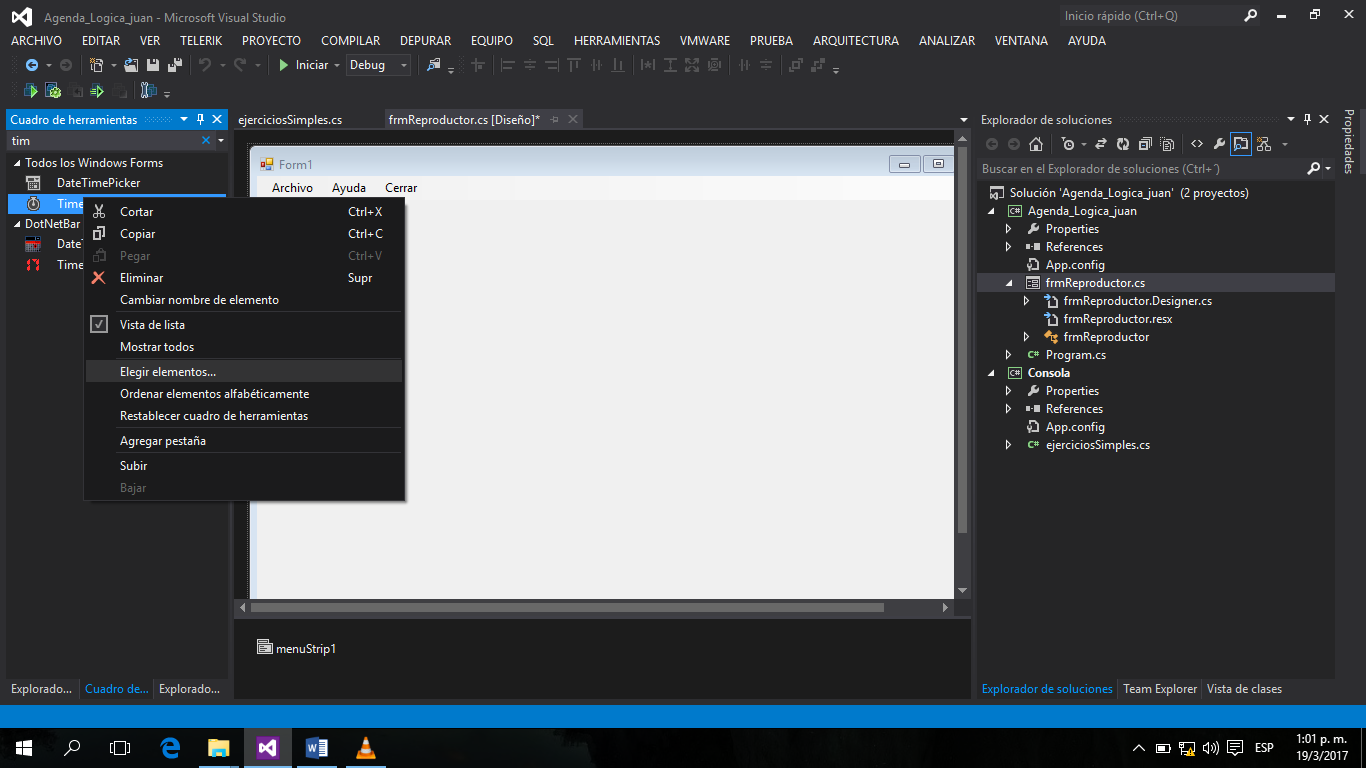 Agenda_Logica_juan - Microsoft Visual Studio
Inicio rápido (Ctrl+Q)
ARCHIVO EDITAR VER TELERIK PROYECTO COMPILAR DEPURAR EQUIPO SQL HERRAMIENTAS VMWARE PRUEBA ARQUITECTURA ANALIZAR VENTANA AYUDA
Iniciar Debug
Cuadro de herramientas
tim
Todos los Windows Forms
DateTimePicker
Time
DotNetBar
Time
Cortar Ctrl+X
Copiar Ctrl+C
Pegar Ctrl+V
Eliminar Supr
Cambiar nombre de elemento
Vista de lista
Mostrar todos
Elegir elementos...
Ordenar elementos alfabéticamente
Restablecer cuadro de herramientas
Agregar pestaña
Subir
Bajar
Explorado... Cuadro de... Explorado...
ejerciciosSimples.cs frmReproductor.cs [Diseño]*
Form1
Archivo Ayuda Cerrar
menuStrip1
Explorador de soluciones
Buscar en el Explorador de soluciones (Ctrl+´)
Solución 'Agenda_Logica_juan' (2 proyectos)
C# Agenda_Logica_juan
Properties
References
App.config
frmReproductor.cs
frmReproductor.Designer.cs
frmReproductor.resx
frmReproductor
C# Program.cs
C# Consola
Properties
References
App.config
C# ejerciciosSimples.cs
Explorador de soluciones Team Explorer Vista de clases
Propiedades
ESP
1:01 p. m.
19/3/2017